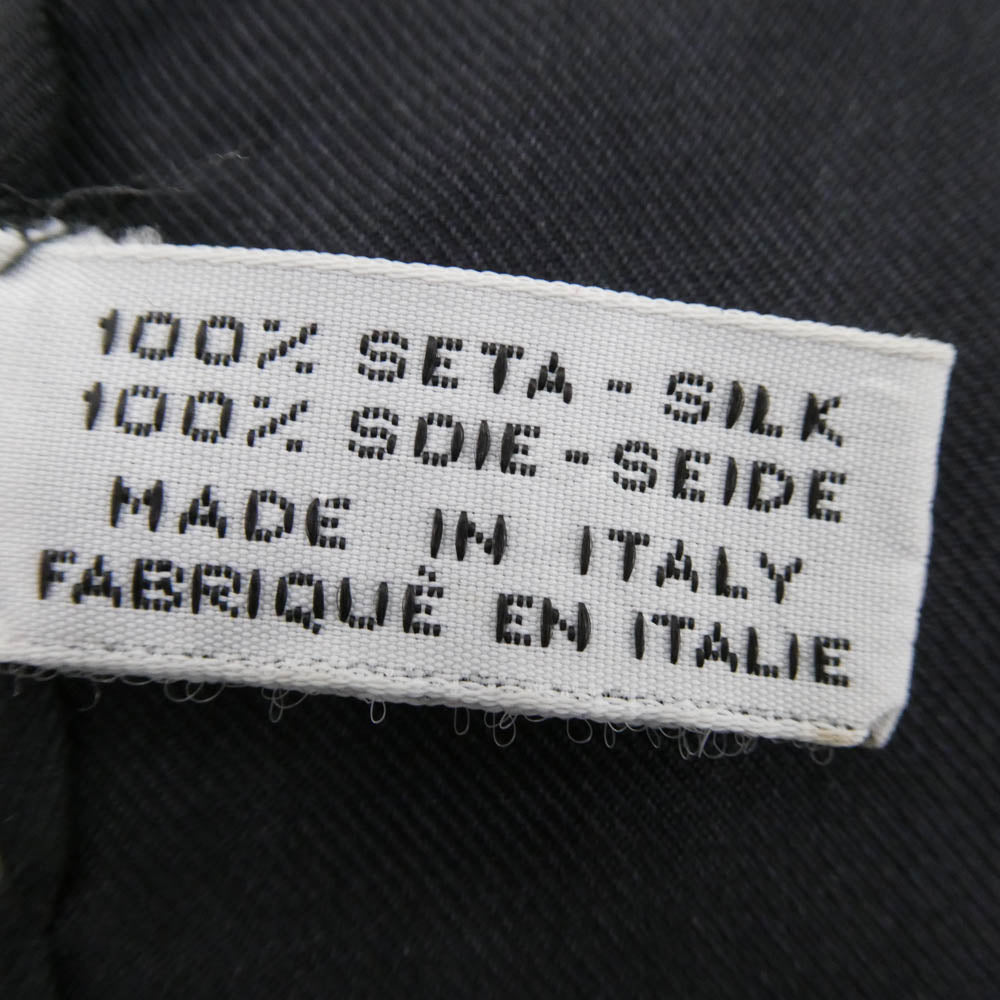 100% SETA - SILK
100% SOIE - SEIDE
MADE IN ITALY
FABRIQUÉ EN ITALIE